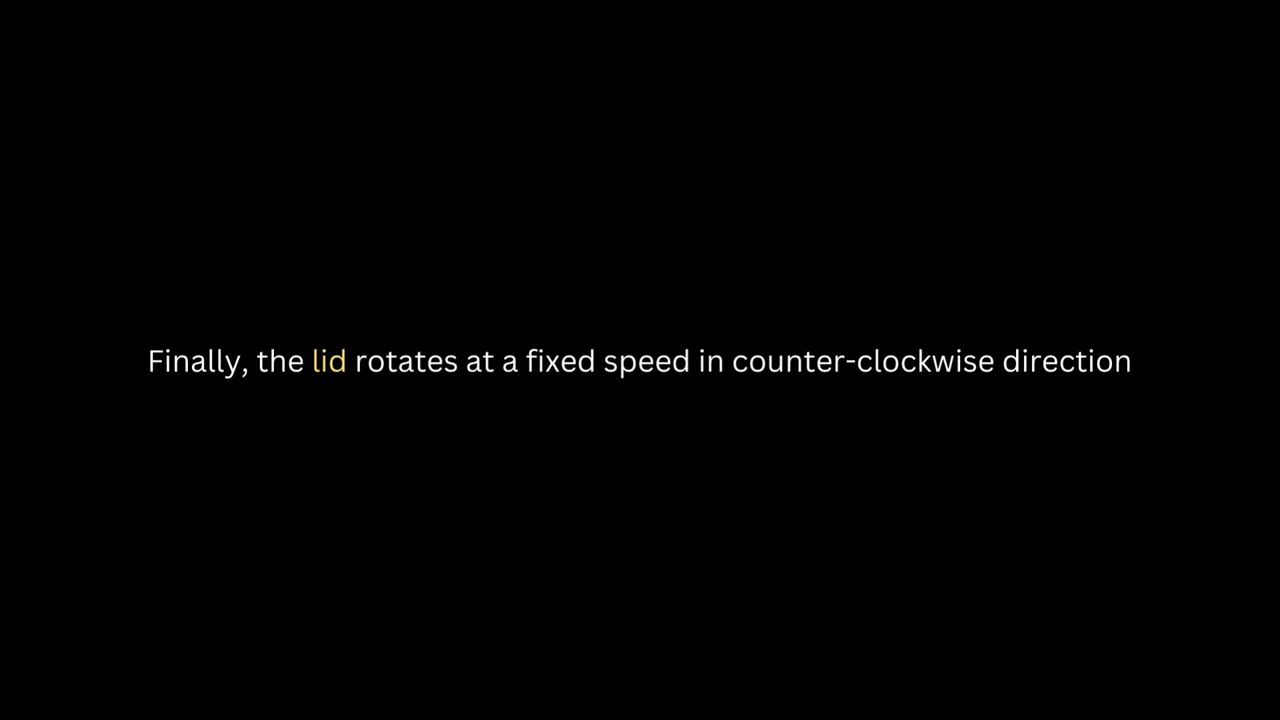 Finally, the lid rotates at a fixed speed in counter-clockwise direction